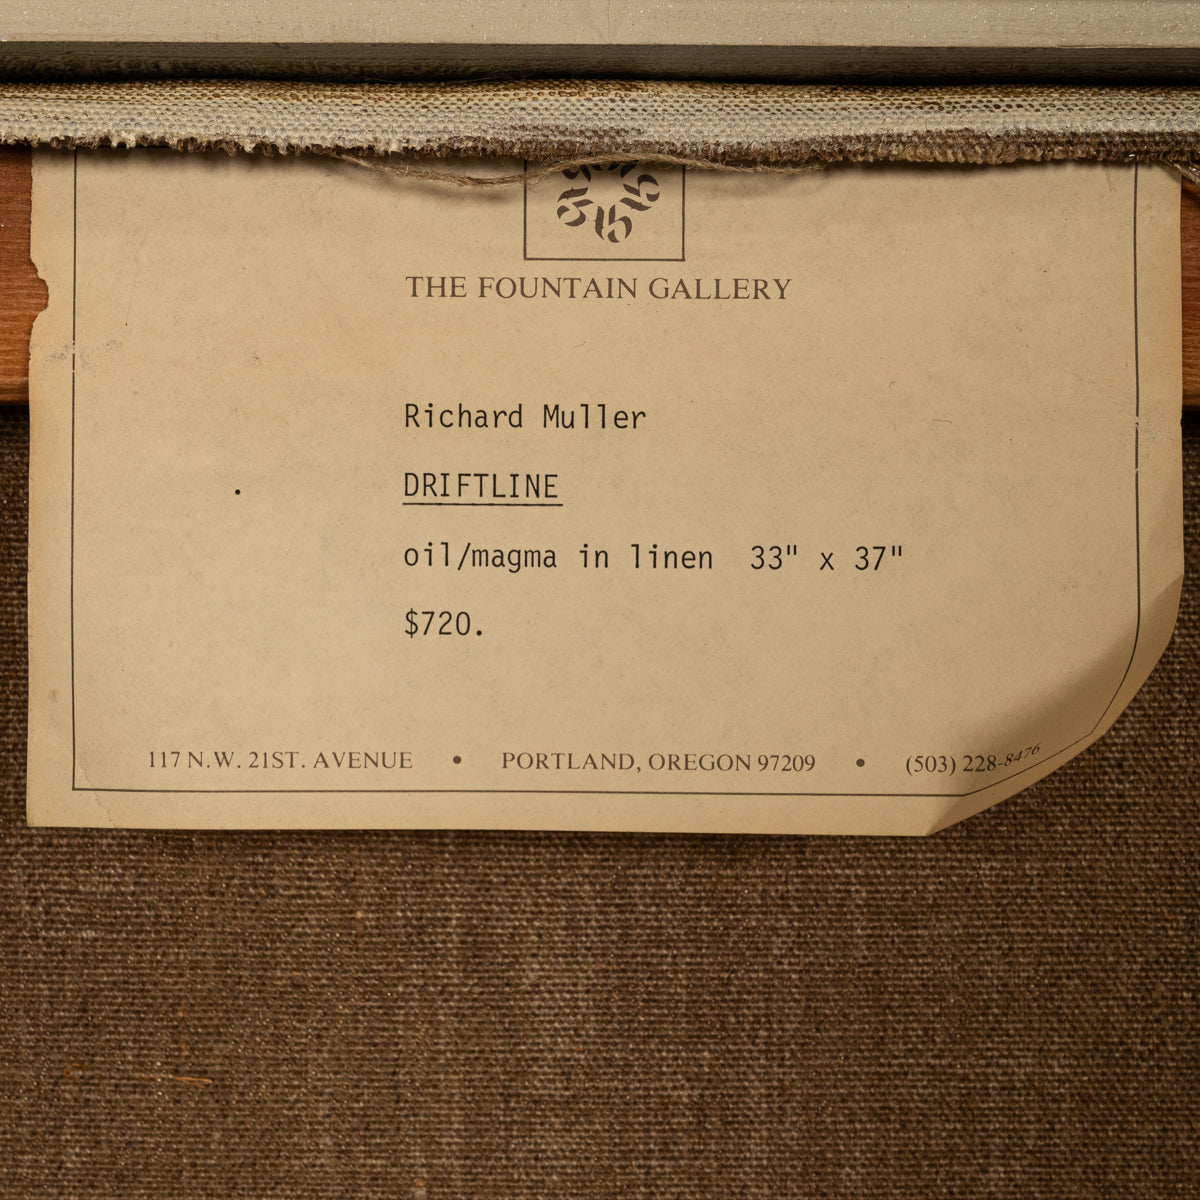 THE FOUNTAIN GALLERY
Richard Muller
DRIFTLINE
oil/magma in linen 33" x 37"
$720.
117 N.W. 21ST. AVENUE • PORTLAND, OREGON 97209 • (503) 228-8476